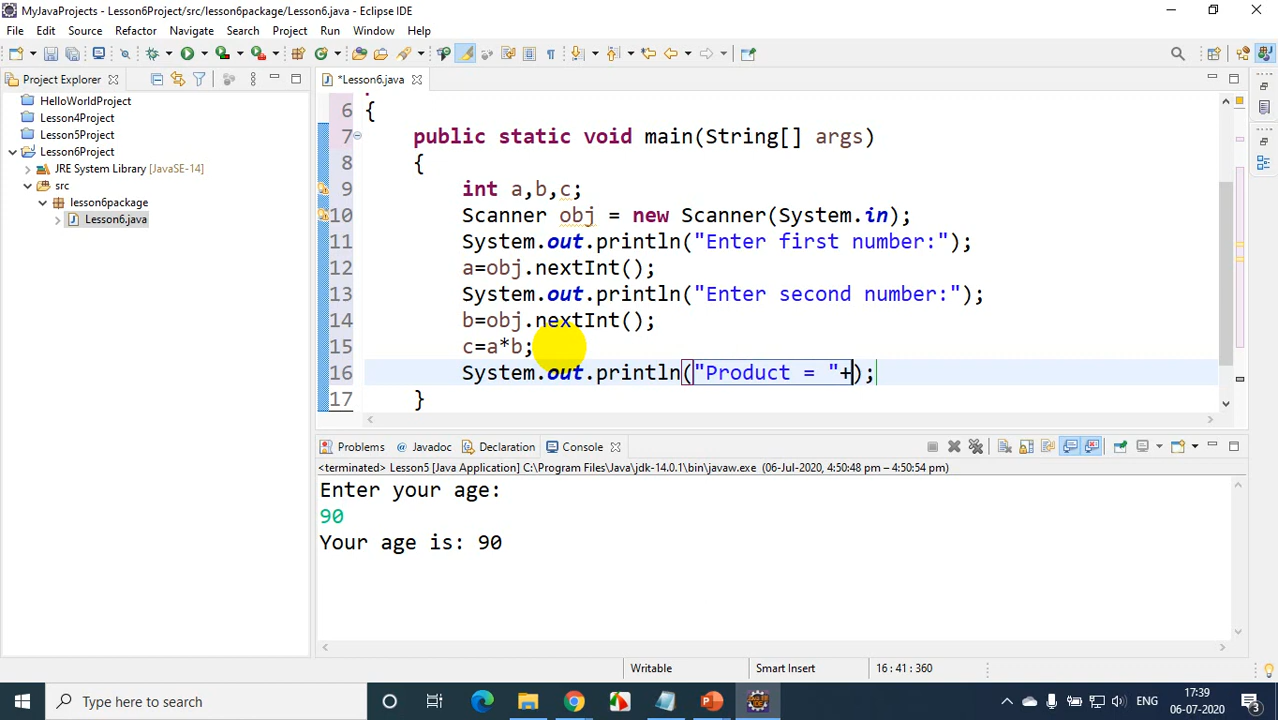 MyJavaProjects - Lesson6Project/src/lesson6package/Lesson6.java - Eclipse IDE
File Edit Source Refactor Navigate Search Project Run Window Help
Project Explorer
*Lesson6.java
HelloWorldProject
Lesson4Project
Lesson5Project
Lesson6Project
JRE System Library [JavaSE-14]
src
lesson6package
Lesson6.java
6 {
7 public static void main(String[] args)
8 {
9 int a,b,c;
10 Scanner obj = new Scanner(System.in);
11 System.out.println("Enter first number:");
12 a=obj.nextInt();
13 System.out.println("Enter second number:");
14 b=obj.nextInt();
15 c=a*b;
16 System.out.println("Product = "+);
17 }
Problems Javadoc Declaration Console
<terminated> Lesson5 [Java Application] C:\Program Files\Java\jdk-14.0.1\bin\javaw.exe (06-Jul-2020, 4:50:48 pm – 4:50:54 pm)
Enter your age:
90
Your age is: 90
Writable Smart Insert 16 : 41 : 360
Type here to search
ENG
17:39
06-07-2020
3